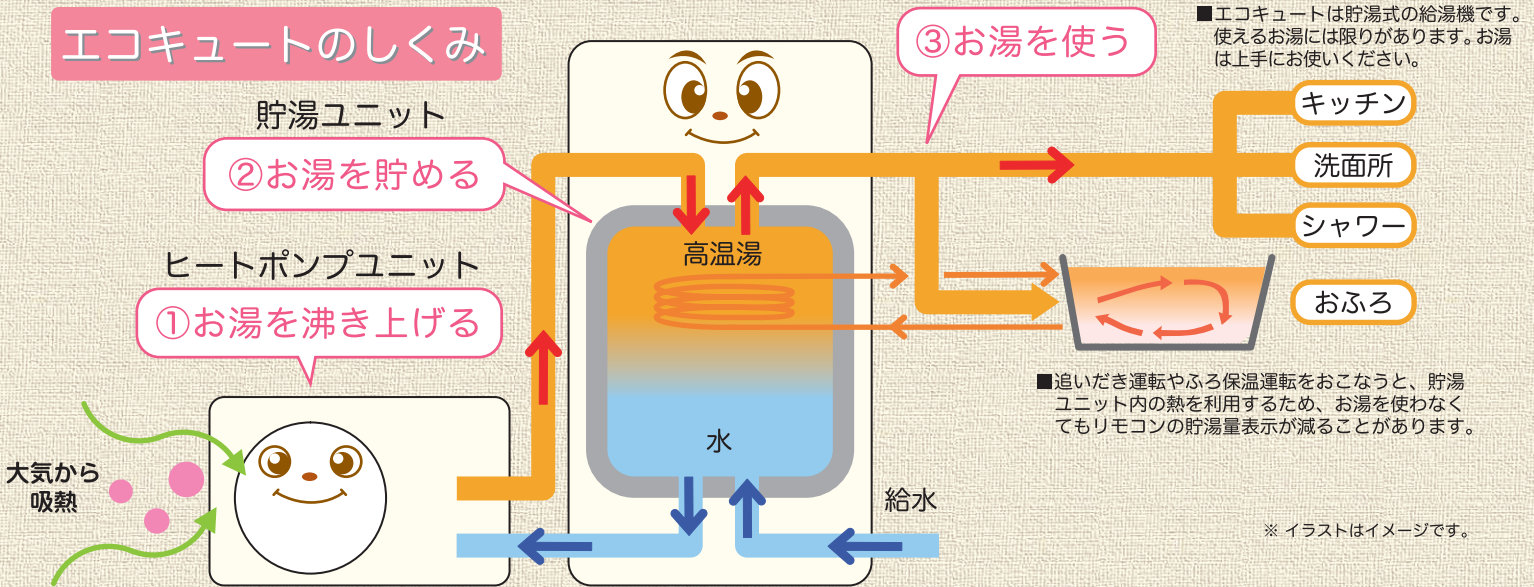 エコキュートのしくみ
貯湯ユニット
②お湯を貯める
ヒートポンプユニット
①お湯を沸き上げる
大気から
吸熱
高温湯
水
給水
③お湯を使う
■エコキュートは貯湯式の給湯機です。
使えるお湯には限りがあります。お湯
は上手にお使いください。
キッチン
洗面所
シャワー
おふろ
■追いだき運転やふろ保温運転をおこなうと、貯湯
ユニット内の熱を利用するため、お湯を使わなく
てもリモコンの貯湯量表示が減ることがあります。
※ イラストはイメージです。